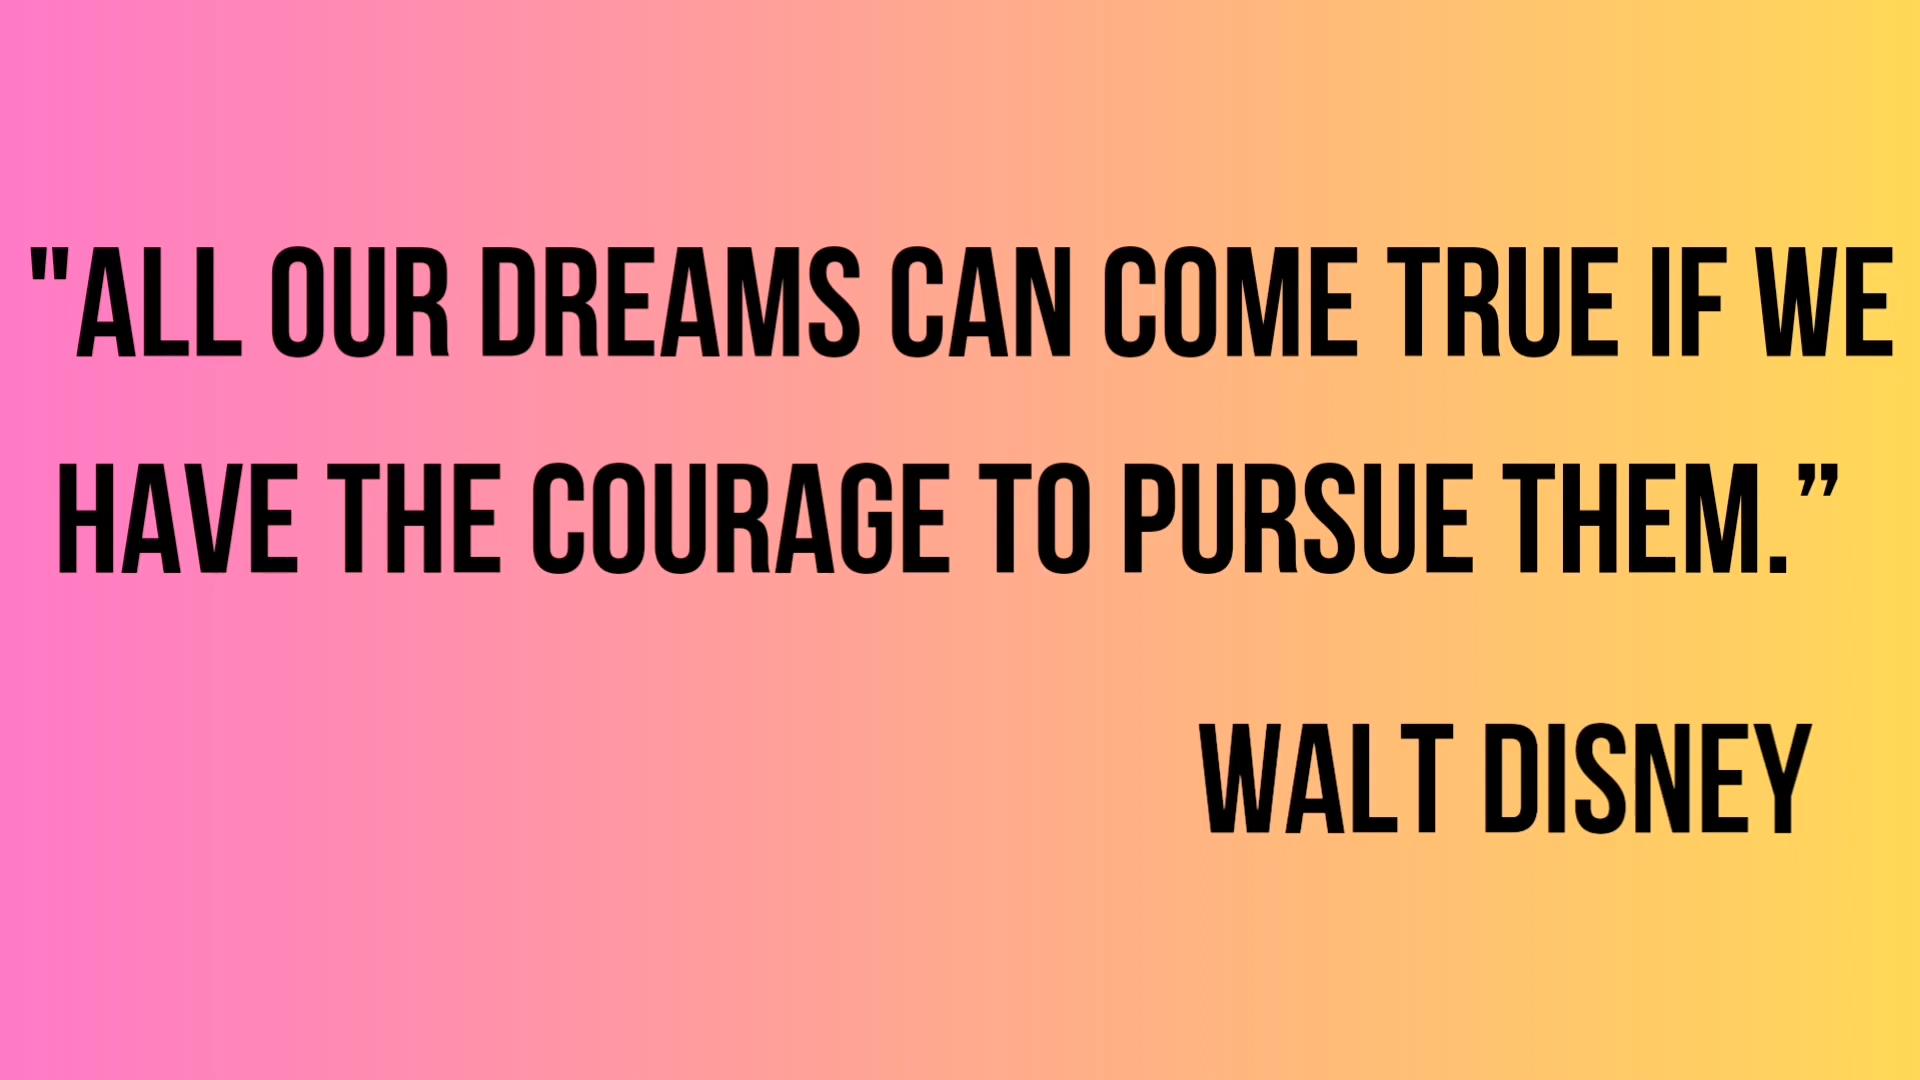 "ALL OUR DREAMS CAN COME TRUE IF WE
HAVE THE COURAGE TO PURSUE THEM.”
WALT DISNEY